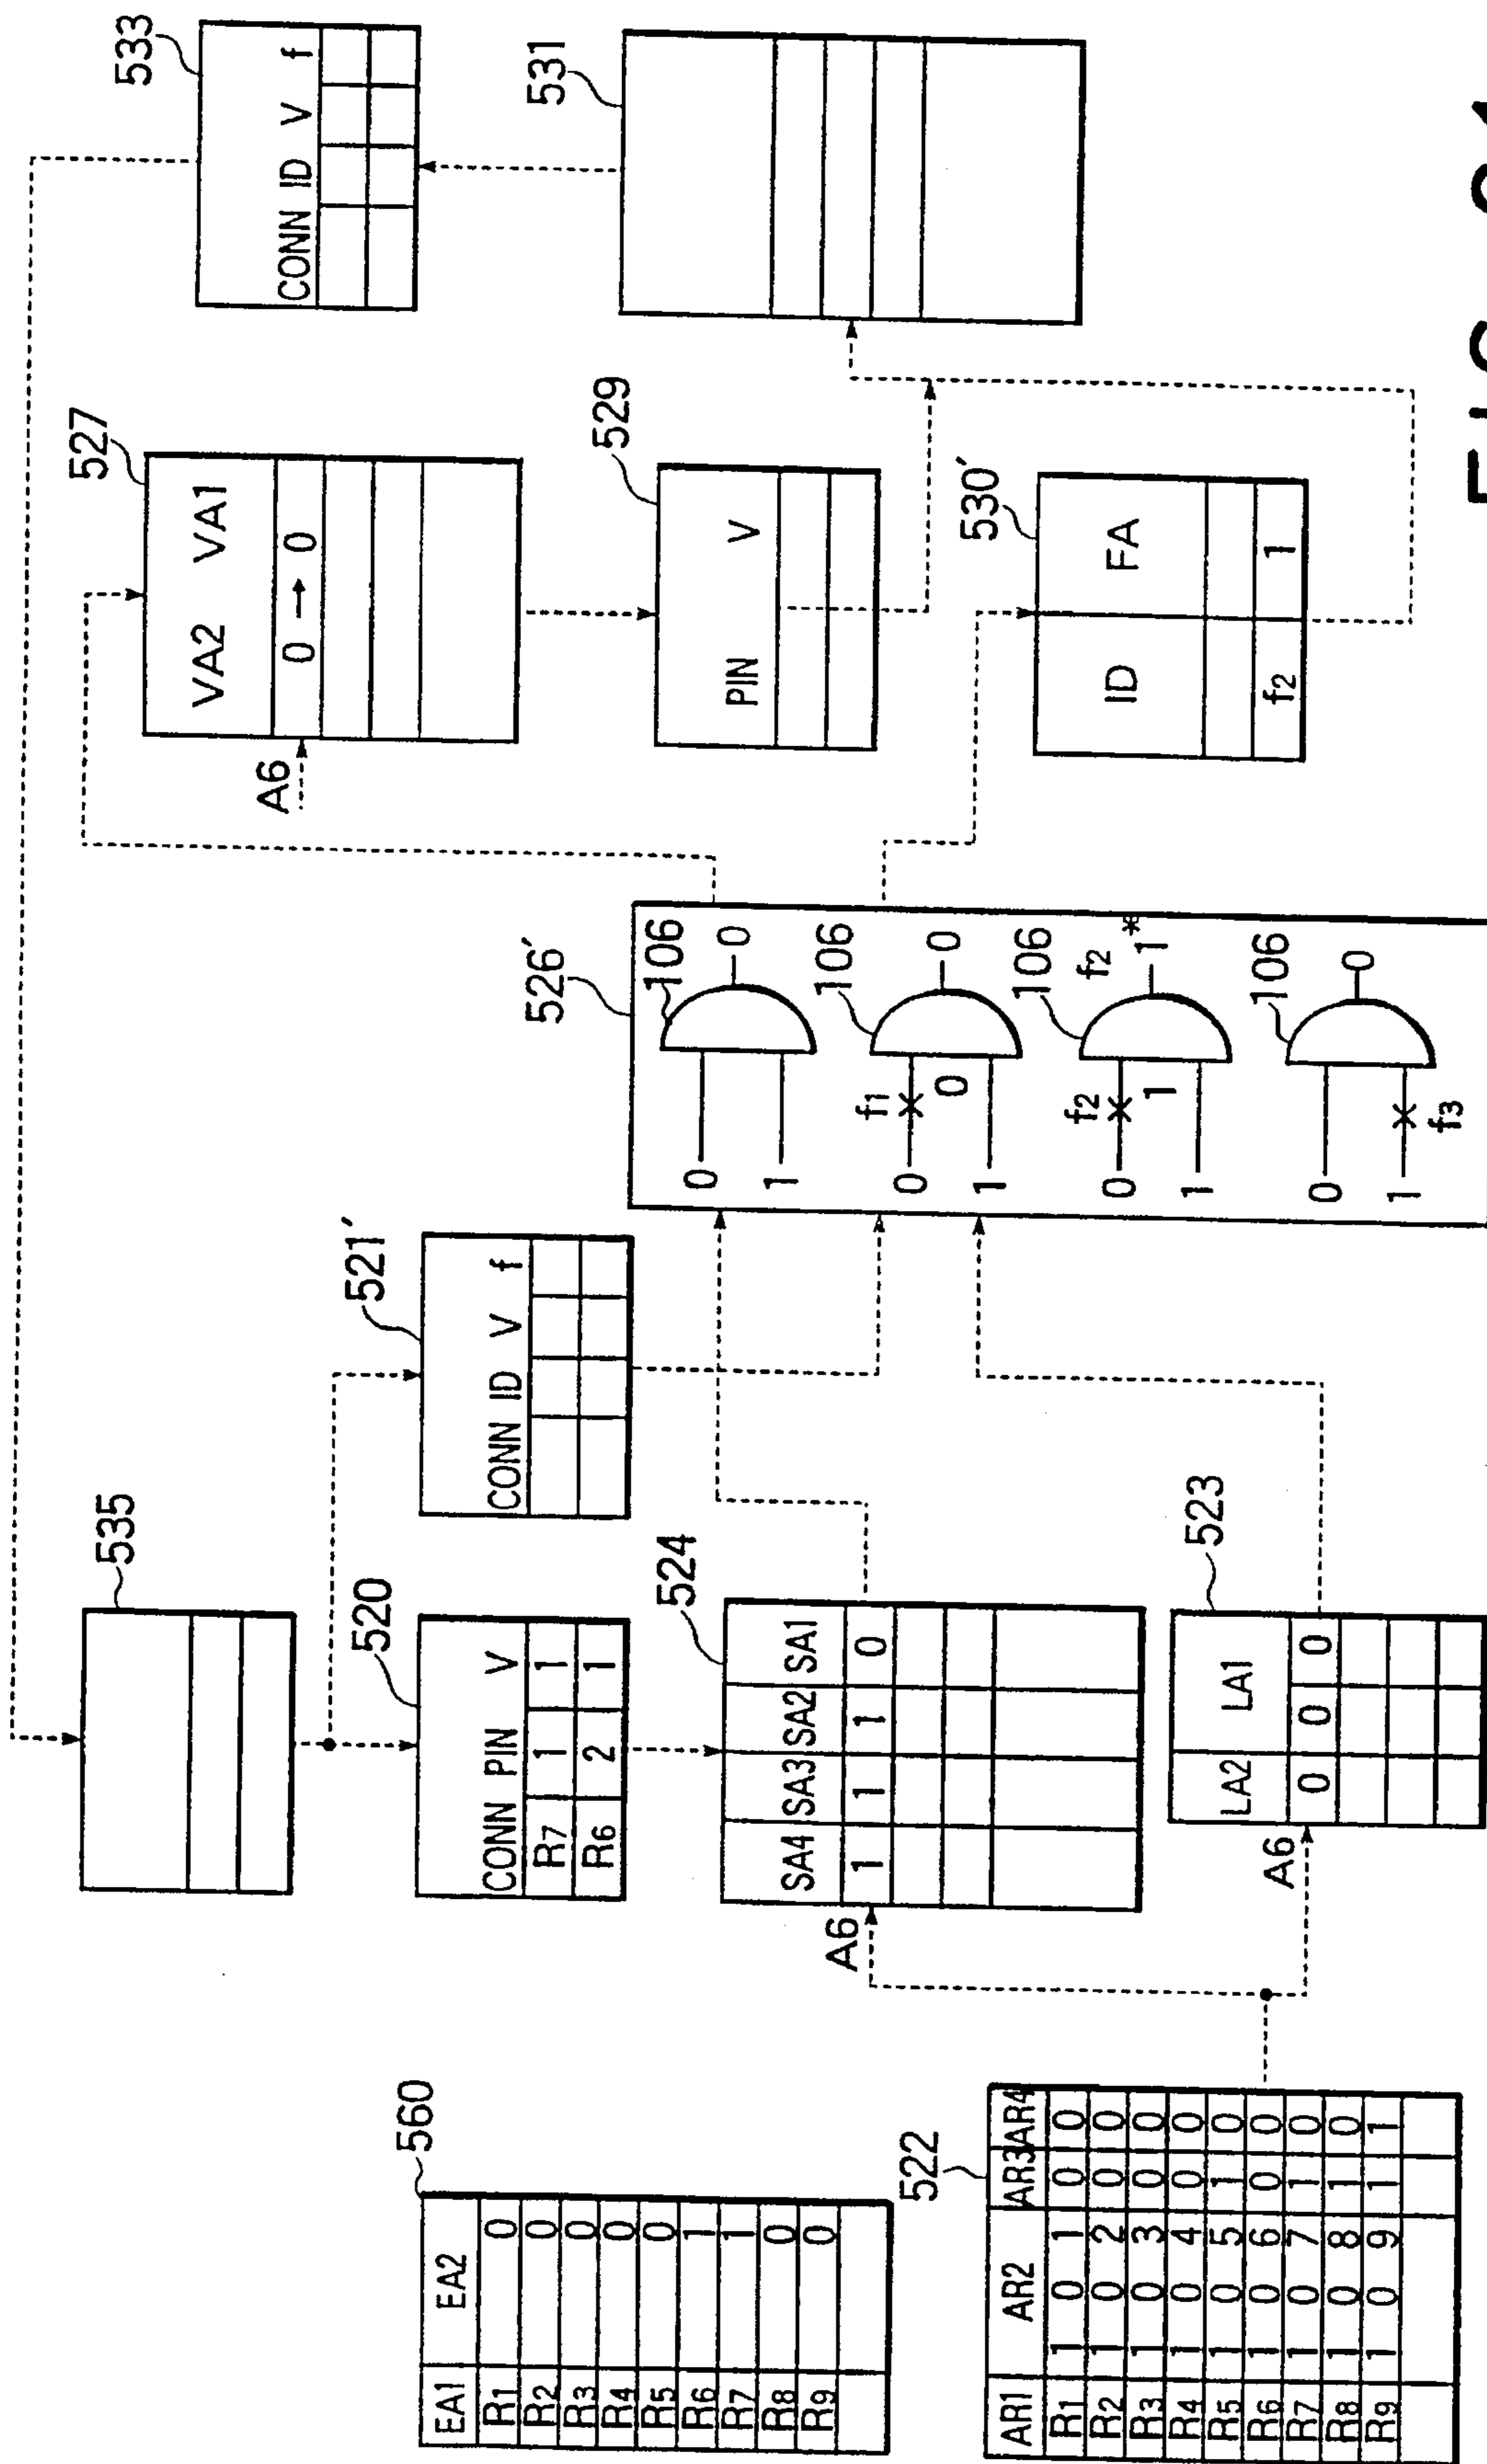 560
EA1 EA2
R1 0
R2 0
R3 0
R4 0
R5 0
R6 1
R7 1
R8 0
R9 0
522
AR1 AR2 AR3 AR4
R1 1 0 1 0 0
R2 1 0 2 0 0
R3 1 0 3 0 0
R4 1 0 4 0 0
R5 1 0 5 1 0
R6 1 0 6 0 0
R7 1 0 7 1 0
R8 1 0 8 1 0
R9 1 0 9 1 1
535
520
CONN PIN V
R7 1 1
R6 2 1
524
SA4 SA3 SA2 SA1
A6
1 1 1 0
523
LA2 LA1
A6
0 0 0
521'
CONN ID V f
526'
106
0
1
0
106
f1
0
0
1
0
106
f2
f2
0
1
1
1*
106
0
1
f3
0
527
VA2 VA1
A6
0 → 0
529
PIN V
530'
ID FA
f2 1
533
CONN ID V f
531